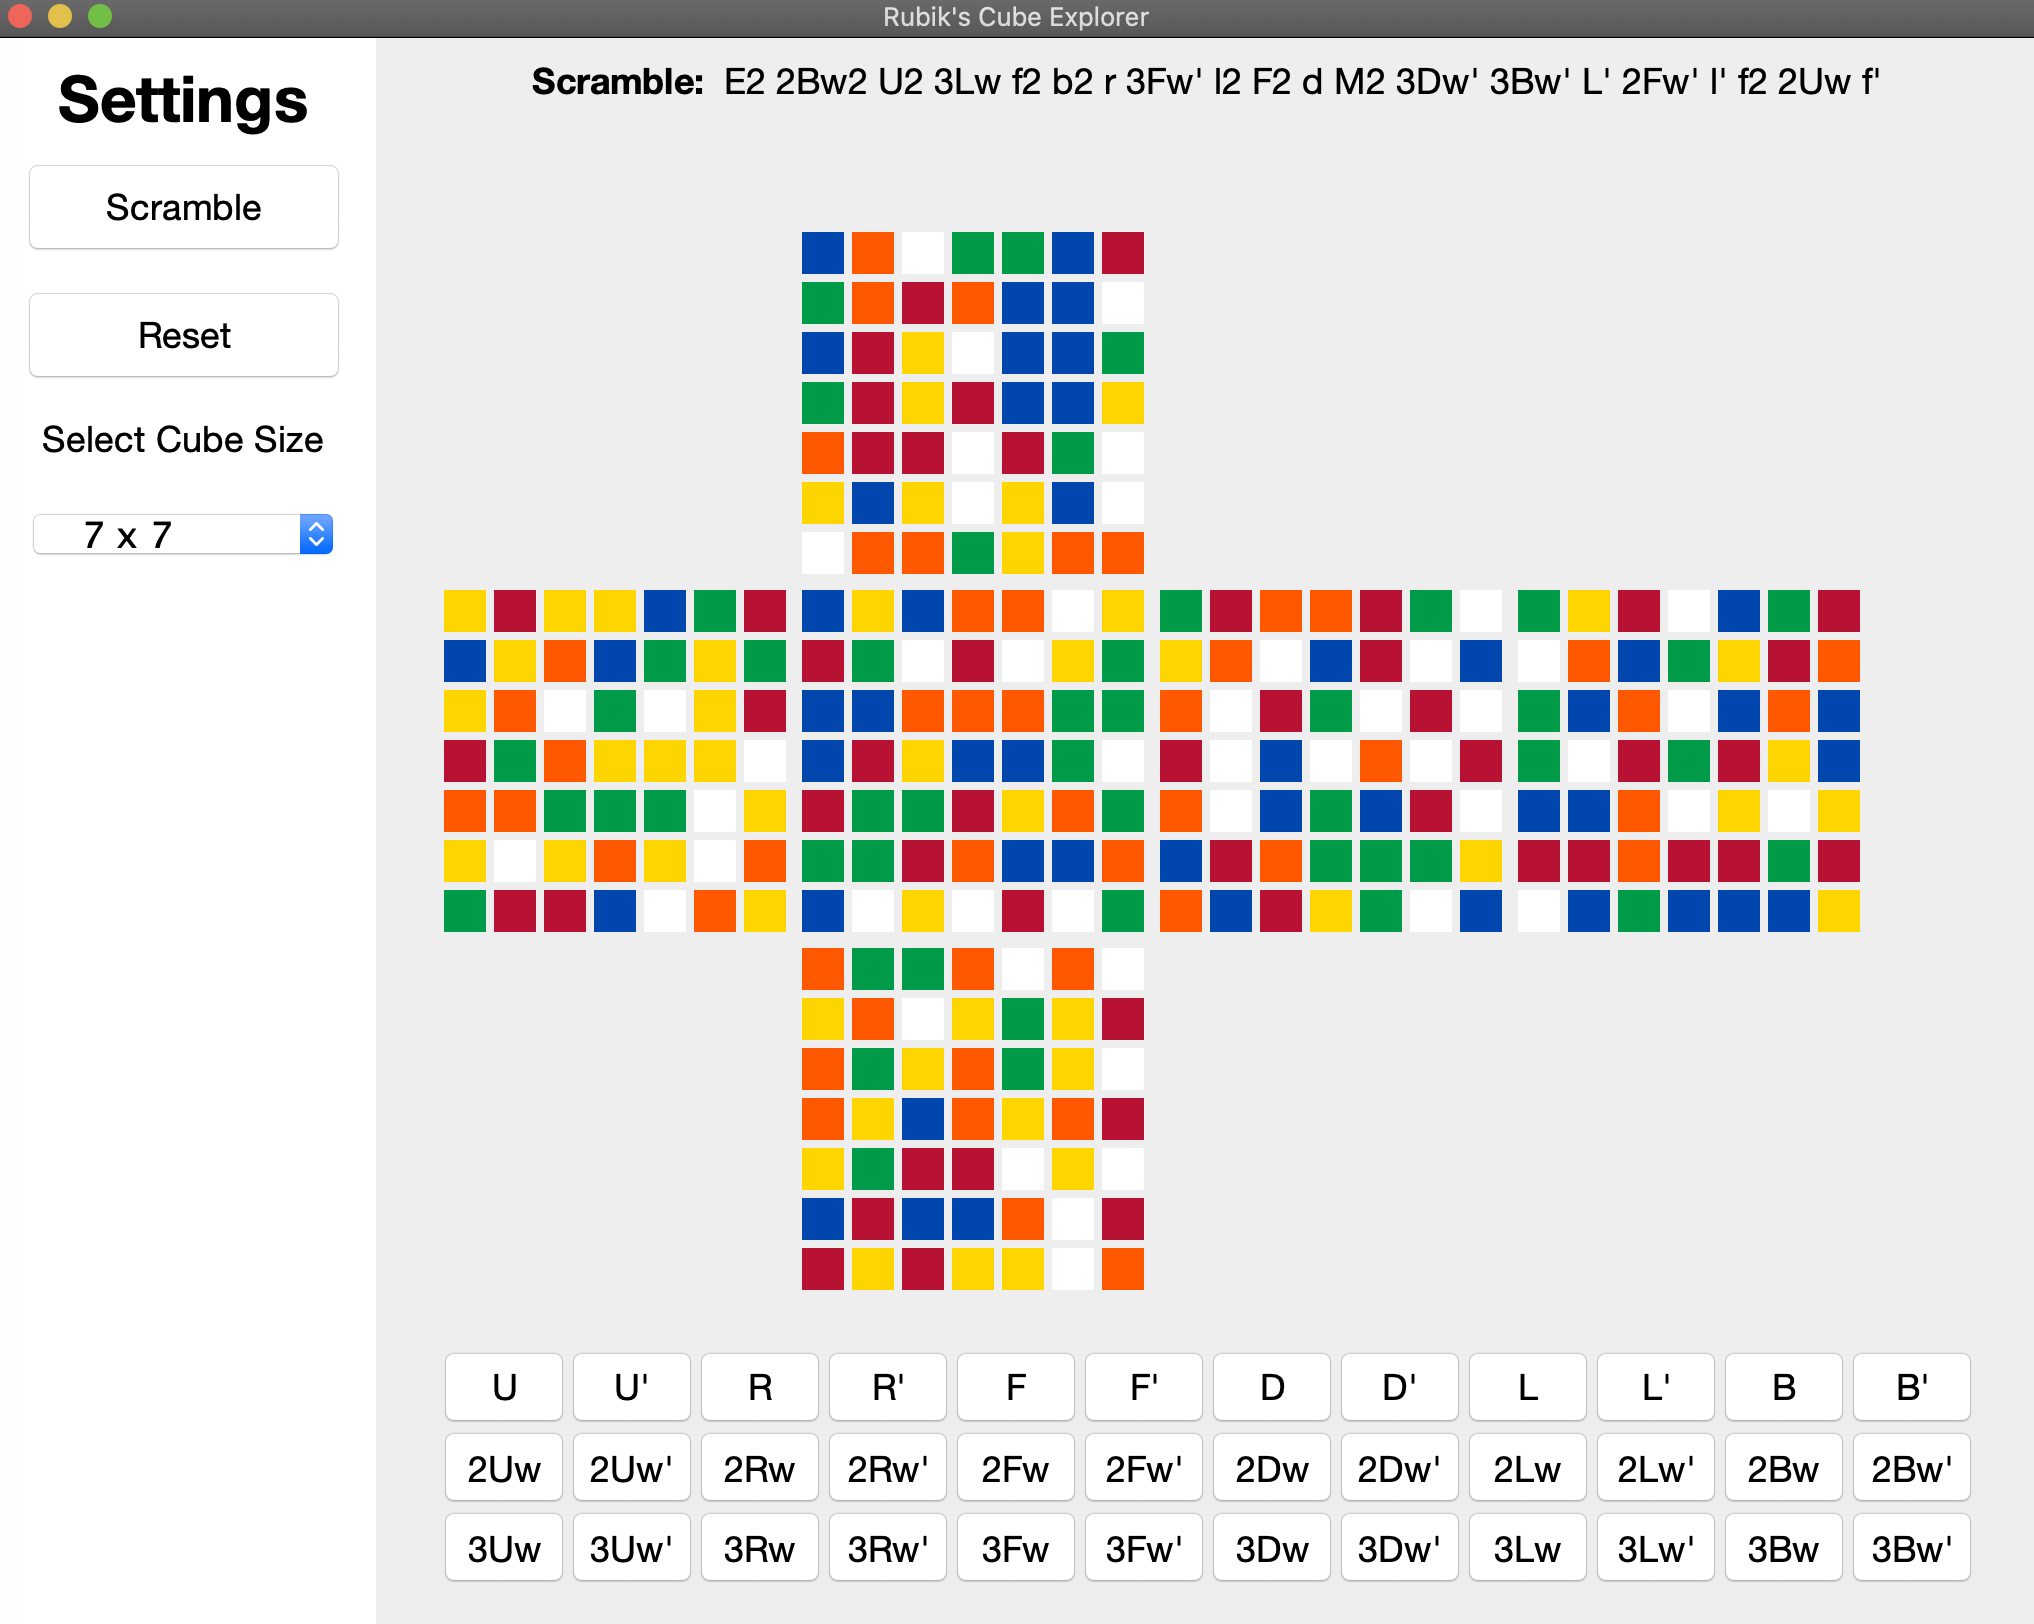 Rubik's Cube Explorer
Settings
Scramble: E2 2Bw2 U2 3Lw f2 b2 r 3Fw' l2 F2 d M2 3Dw' 3Bw' L' 2Fw' l' f2 2Uw f'
Scramble
Reset
Select Cube Size
7 x 7
U U' R R' F F' D D' L L' B B'
2Uw 2Uw' 2Rw 2Rw' 2Fw 2Fw' 2Dw 2Dw' 2Lw 2Lw' 2Bw 2Bw'
3Uw 3Uw' 3Rw 3Rw' 3Fw 3Fw' 3Dw 3Dw' 3Lw 3Lw' 3Bw 3Bw'